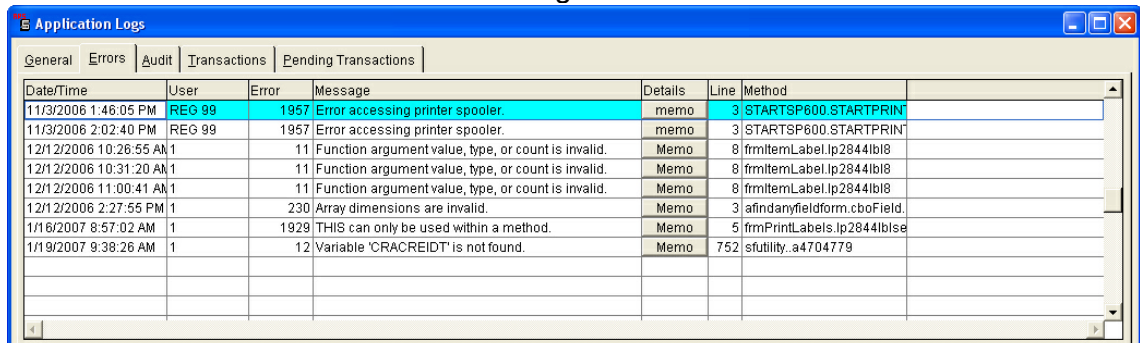 Application Logs
General Errors Audit Transactions Pending Transactions
Date/Time User Error Message Details Line Method
11/3/2006 1:46:05 PM REG 99 1957 Error accessing printer spooler. memo 3 STARTSP600.STARTPRINT
11/3/2006 2:02:40 PM REG 99 1957 Error accessing printer spooler. memo 3 STARTSP600.STARTPRINT
12/12/2006 10:26:55 AM 1 11 Function argument value, type, or count is invalid. Memo 8 frmItemLabel.lp2844lbl8
12/12/2006 10:31:20 AM 1 11 Function argument value, type, or count is invalid. Memo 8 frmItemLabel.lp2844lbl8
12/12/2006 11:00:41 AM 1 11 Function argument value, type, or count is invalid. Memo 8 frmItemLabel.lp2844lbl8
12/12/2006 2:27:55 PM 1 230 Array dimensions are invalid. Memo 3 afindanyfieldform.cboField.
1/16/2007 8:57:02 AM 1 1929 THIS can only be used within a method. Memo 5 frmPrintLabels.lp2844lblse
1/19/2007 9:38:26 AM 1 12 Variable 'CRACREIDT' is not found. Memo 752 sfutility..a4704779